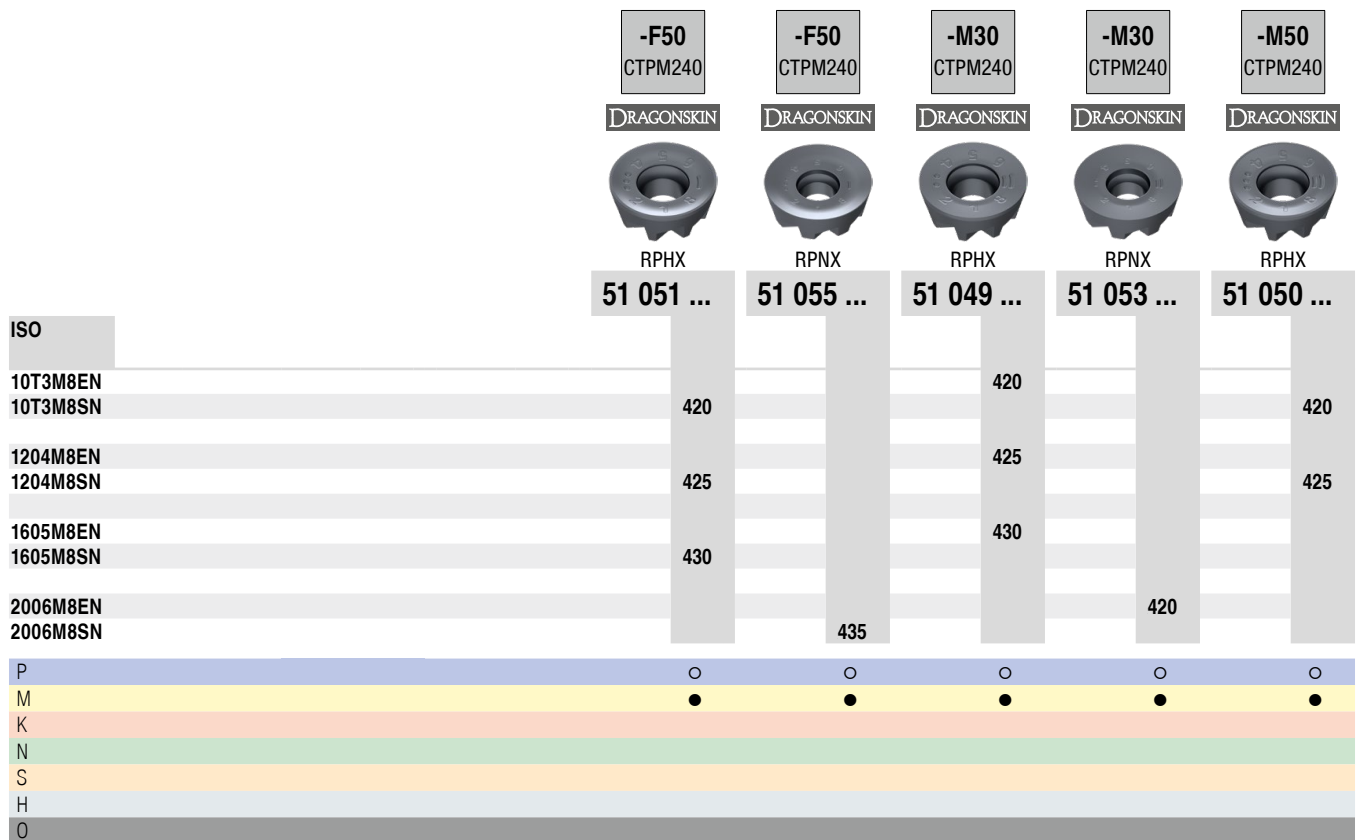 -F50 -F50 -M30 -M30 -M50
CTPM240 CTPM240 CTPM240 CTPM240 CTPM240
DRAGONSKIN DRAGONSKIN DRAGONSKIN DRAGONSKIN DRAGONSKIN
RPHX RPNX RPHX RPNX RPHX
51 051 ... 51 055 ... 51 049 ... 51 053 ... 51 050 ...
ISO
10T3M8EN 420
10T3M8SN 420 420
1204M8EN 425
1204M8SN 425 425
1605M8EN 430
1605M8SN 430
2006M8EN 420
2006M8SN 435
P ○ ○ ○ ○ ○
M ● ● ● ● ●
K
N
S
H
O